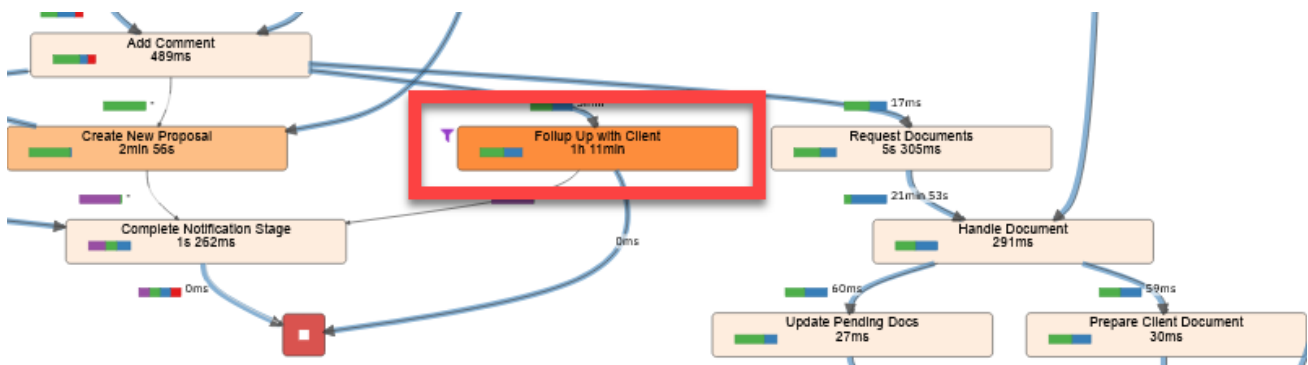 Add Comment
489ms
17ms
Create New Proposal
2min 56s
Follup Up with Client
1h 11min
Request Documents
5s 305ms
21min 53s
Complete Notification Stage
1s 262ms
0ms
Handle Document
291ms
0ms
60ms
59ms
Update Pending Docs
27ms
Prepare Client Document
30ms